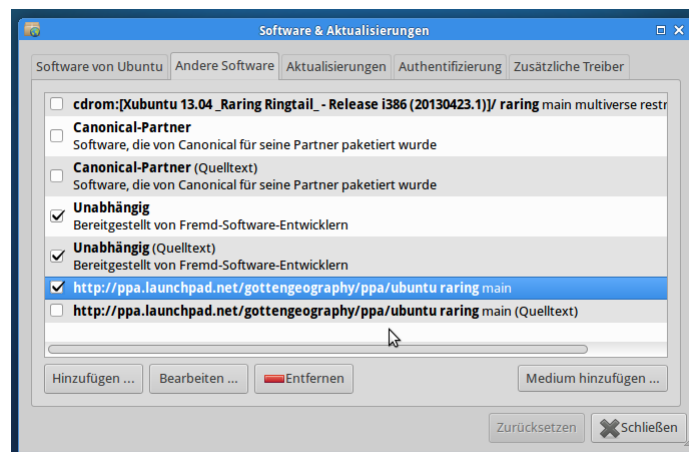 Software & Aktualisierungen
Software von Ubuntu Andere Software Aktualisierungen Authentifizierung Zusätzliche Treiber
cdrom:[Xubuntu 13.04 _Raring Ringtail_ - Release i386 (20130423.1)]/ raring main multiverse restr
Canonical-Partner
Software, die von Canonical für seine Partner paketiert wurde
Canonical-Partner (Quelltext)
Software, die von Canonical für seine Partner paketiert wurde
Unabhängig
Bereitgestellt von Fremd-Software-Entwicklern
Unabhängig (Quelltext)
Bereitgestellt von Fremd-Software-Entwicklern
http://ppa.launchpad.net/gottengeography/ppa/ubuntu raring main
http://ppa.launchpad.net/gottengeography/ppa/ubuntu raring main (Quelltext)
Hinzufügen ... Bearbeiten ... Entfernen Medium hinzufügen ...
Zurücksetzen Schließen